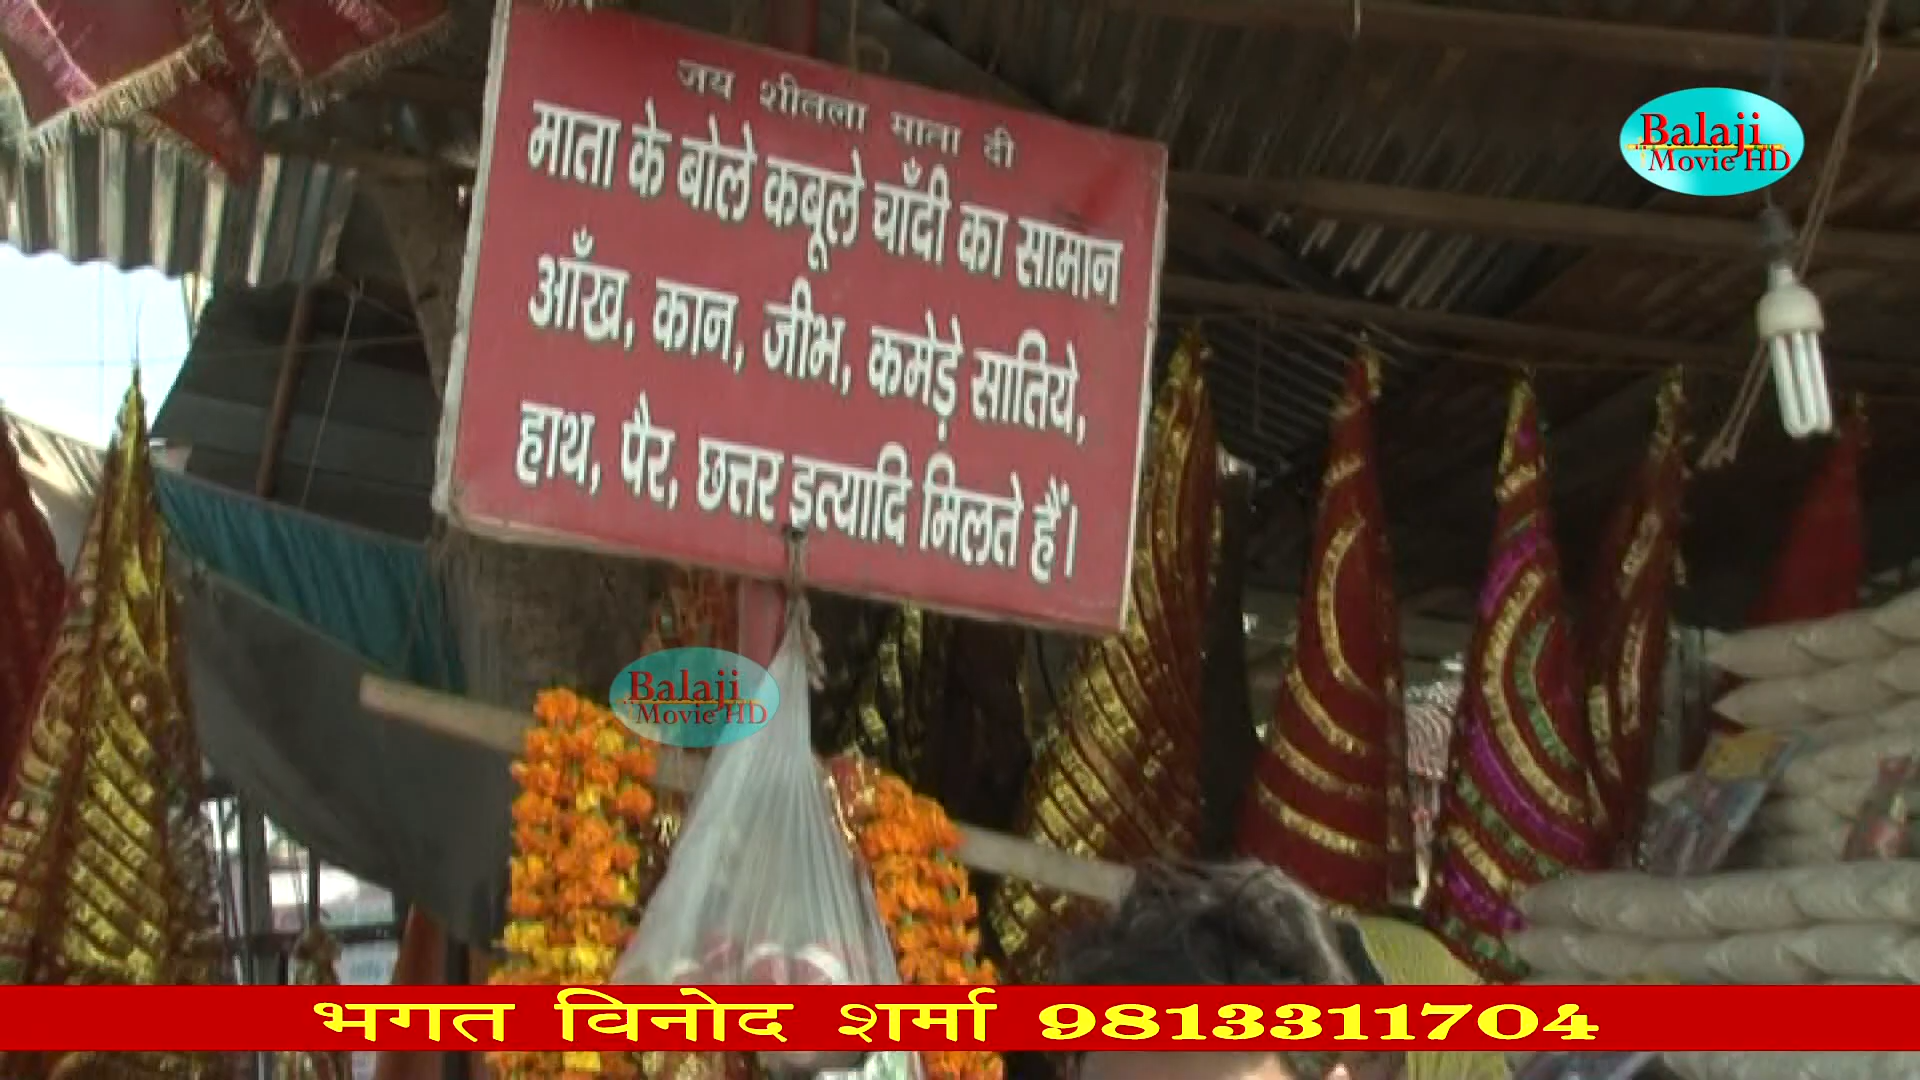 जय शीतला माता दी
माता के बोले कबूले चाँदी का सामान
आँख, कान, जीभ, कमेड़े सातिये,
हाथ, पैर, छत्तर इत्यादि मिलते हैं।
Balaji
Movie HD
Balaji
Movie HD
भगत विनोद शर्मा 9813311704